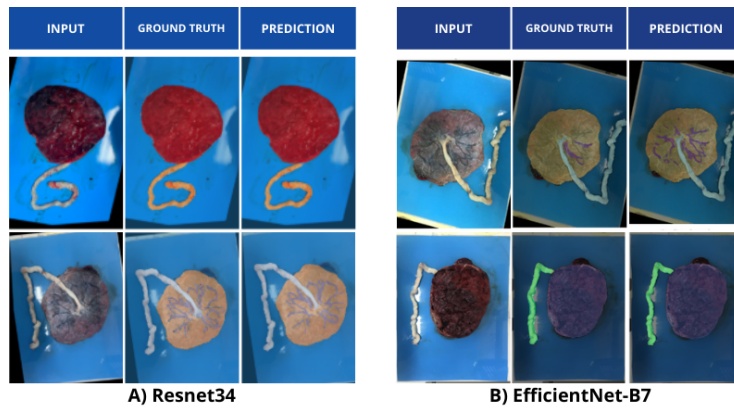 INPUT GROUND TRUTH PREDICTION
INPUT GROUND TRUTH PREDICTION
A) Resnet34
B) EfficientNet-B7